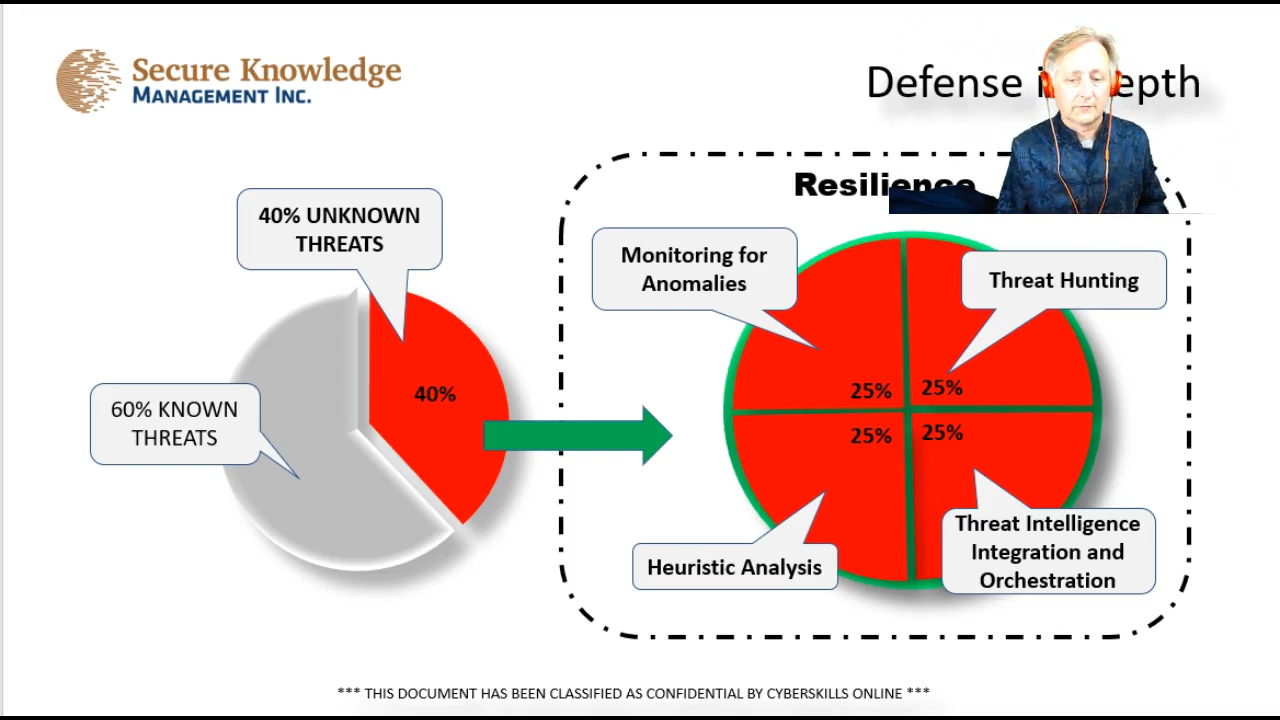 Secure Knowledge
MANAGEMENT INC.
Defense
Resilience
40% UNKNOWN
THREATS
40%
60% KNOWN
THREATS
Monitoring for
Anomalies
Threat Hunting
25%
25%
25%
25%
Heuristic Analysis
Threat Intelligence
Integration and
Orchestration
*** THIS DOCUMENT HAS BEEN CLASSIFIED AS CONFIDENTIAL BY CYBERSKILLS ONLINE ***